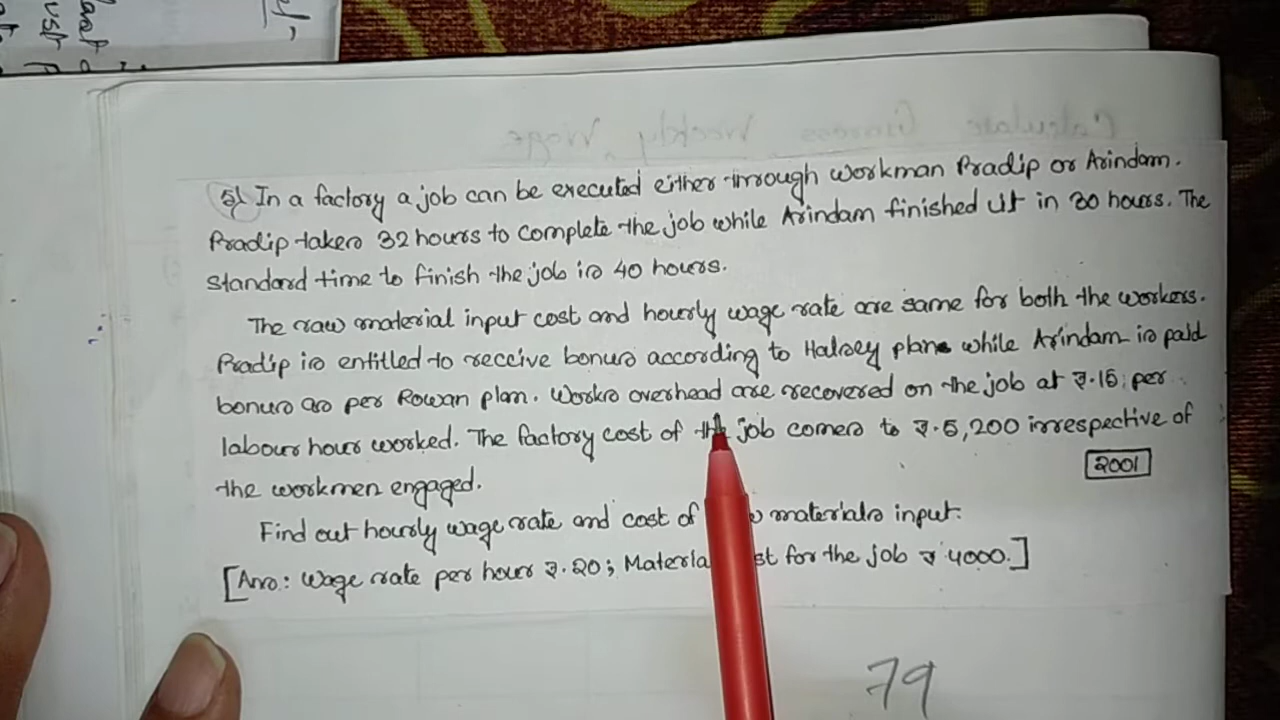 Calculate Gross Weekly Wage
5) In a factory a job can be executed either through workman Pradip or Arindam.
Pradip takes 32 hours to complete the job while Arindam finished it in 30 hours. The
standard time to finish the job is 40 hours.
The raw material input cost and hourly wage rate are same for both the workers.
Pradip is entitled to receive bonus according to Halsey plan while Arindam is paid
bonus as per Rowan plan. Works overhead are recovered on the job at ₹.15 per
labour hour worked. The factory cost of the job comes to ₹.5,200 irrespective of
the workmen engaged.
2001
Find out hourly wage rate and cost of materials input.
[Ans: Wage rate per hour ₹.20; for the job ₹ 4000.]
79